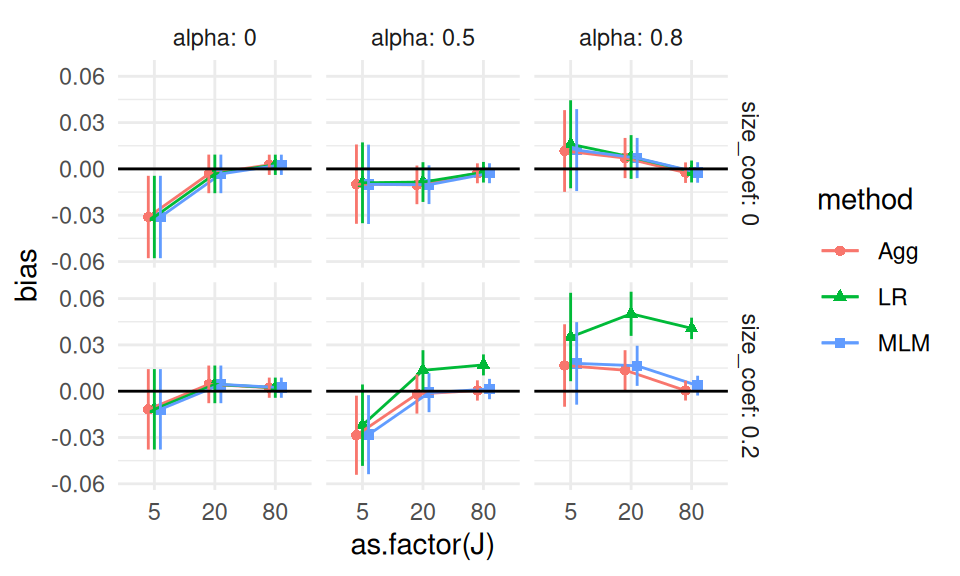 alpha: 0
alpha: 0.5
alpha: 0.8
0.06
0.03
0.00
-0.03
-0.06
size_coef: 0
0.06
0.03
0.00
-0.03
-0.06
size_coef: 0.2
bias
5 20 80
5 20 80
5 20 80
as.factor(J)
method
Agg
LR
MLM